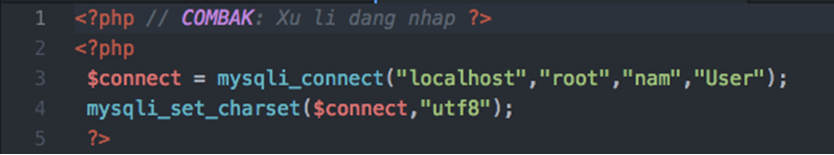 1 <?php // COMBAK: Xu li dang nhap ?>
2 <?php
3 $connect = mysqli_connect("localhost","root","nam","User");
4 mysqli_set_charset($connect,"utf8");
5 ?>